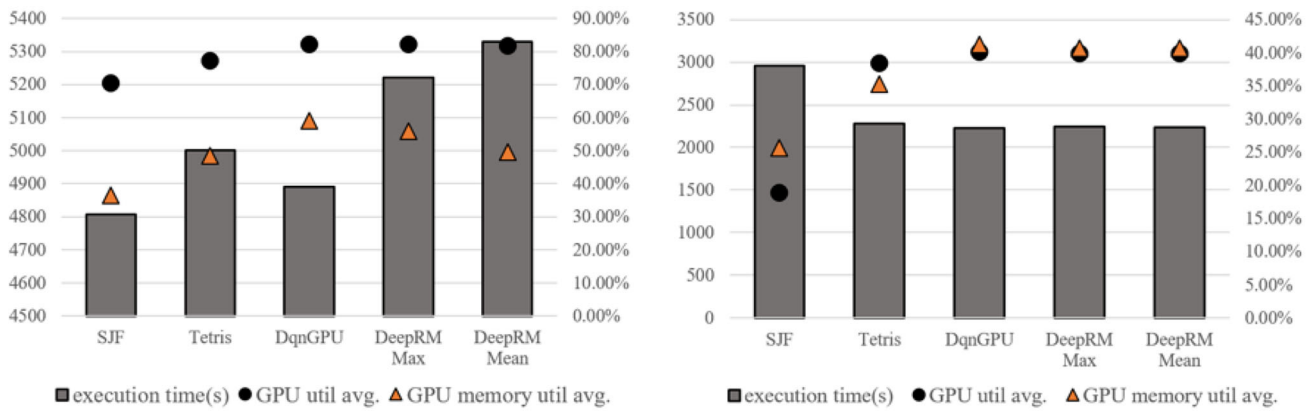 5400
5300
5200
5100
5000
4900
4800
4700
4600
4500
90.00%
80.00%
70.00%
60.00%
50.00%
40.00%
30.00%
20.00%
10.00%
0.00%
SJF
Tetris
DqnGPU
DeepRM
Max
DeepRM
Mean
execution time(s)
GPU util avg.
GPU memory util avg.
3500
3000
2500
2000
1500
1000
500
0
45.00%
40.00%
35.00%
30.00%
25.00%
20.00%
15.00%
10.00%
5.00%
0.00%
SJF
Tetris
DqnGPU
DeepRM
Max
DeepRM
Mean
execution time(s)
GPU util avg.
GPU memory util avg.